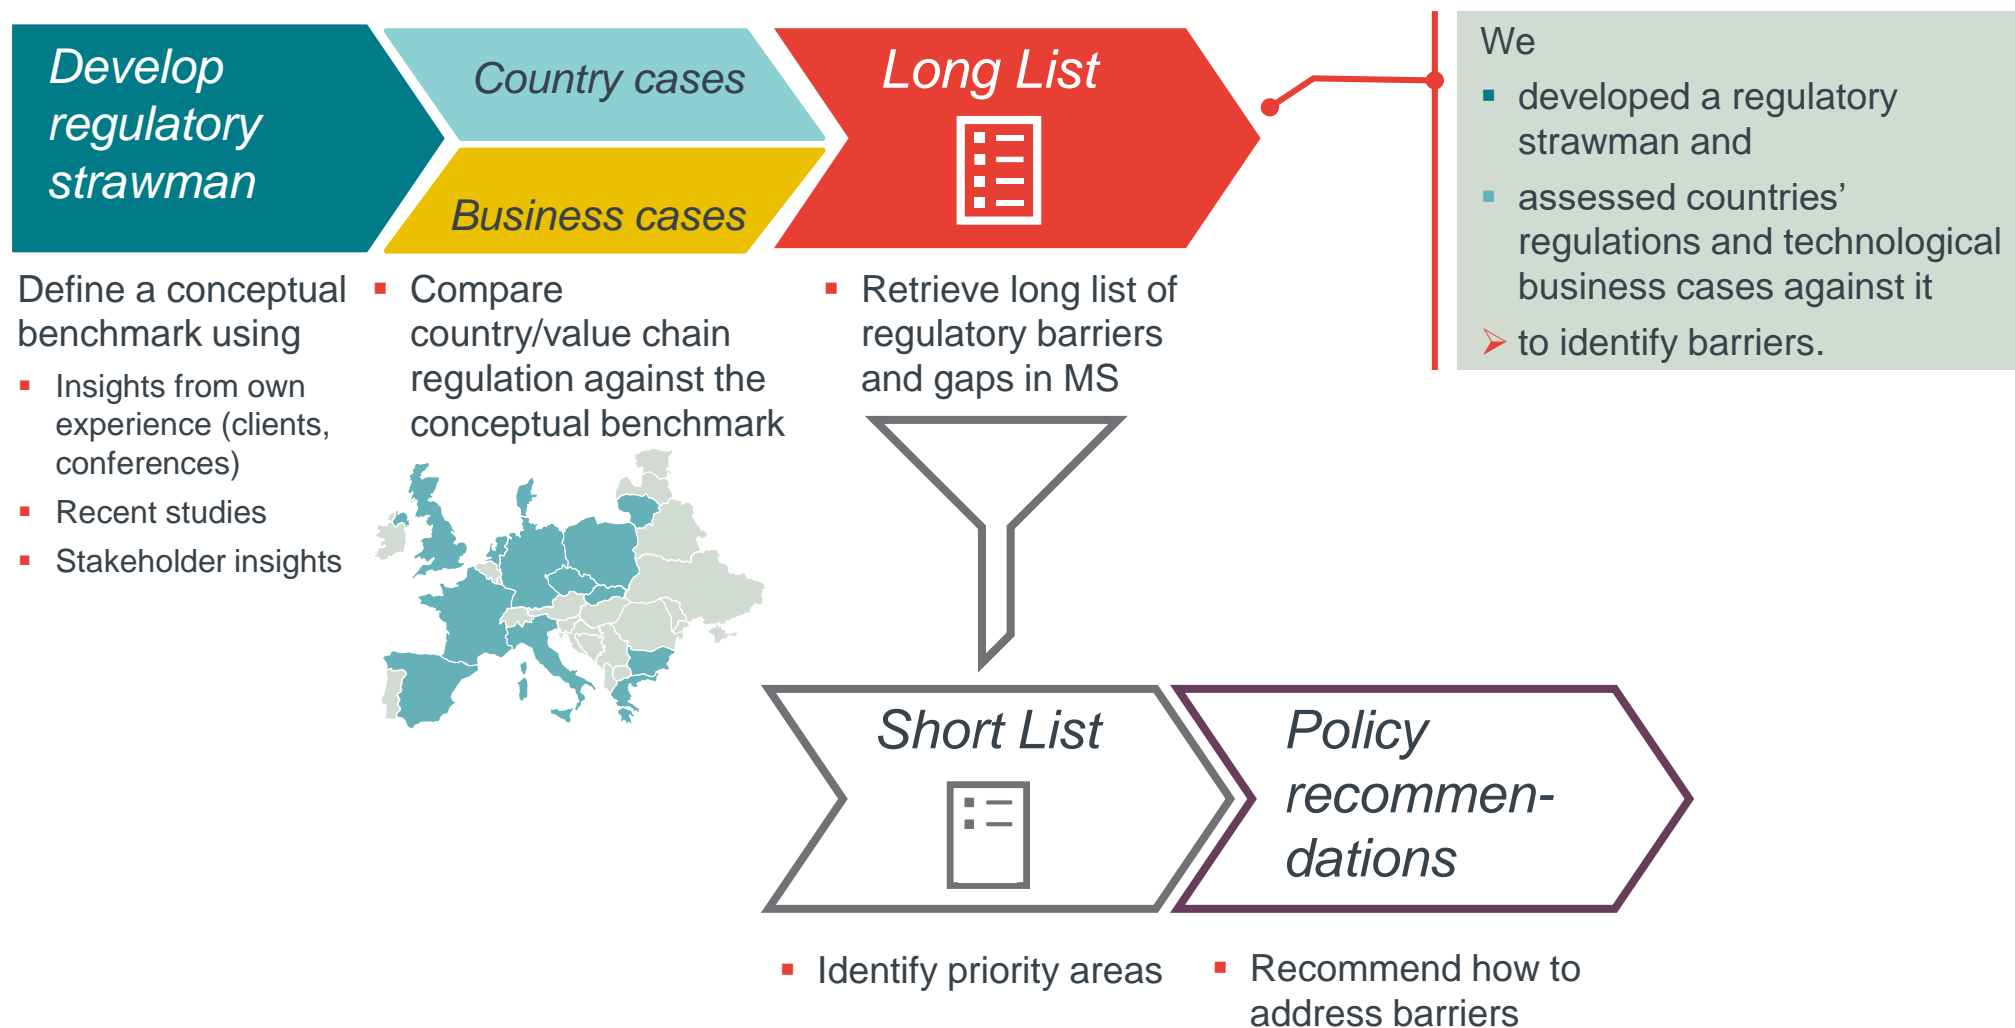 Develop
regulatory
strawman
Country cases
Business cases
Long List
We
developed a regulatory
strawman and
assessed countries’
regulations and technological
business cases against it
to identify barriers.
Define a conceptual
benchmark using
Insights from own
experience (clients,
conferences)
Recent studies
Stakeholder insights
Compare
country/value chain
regulation against the
conceptual benchmark
Retrieve long list of
regulatory barriers
and gaps in MS
Short List
Policy
recommen-
dations
Identify priority areas
Recommend how to
address barriers